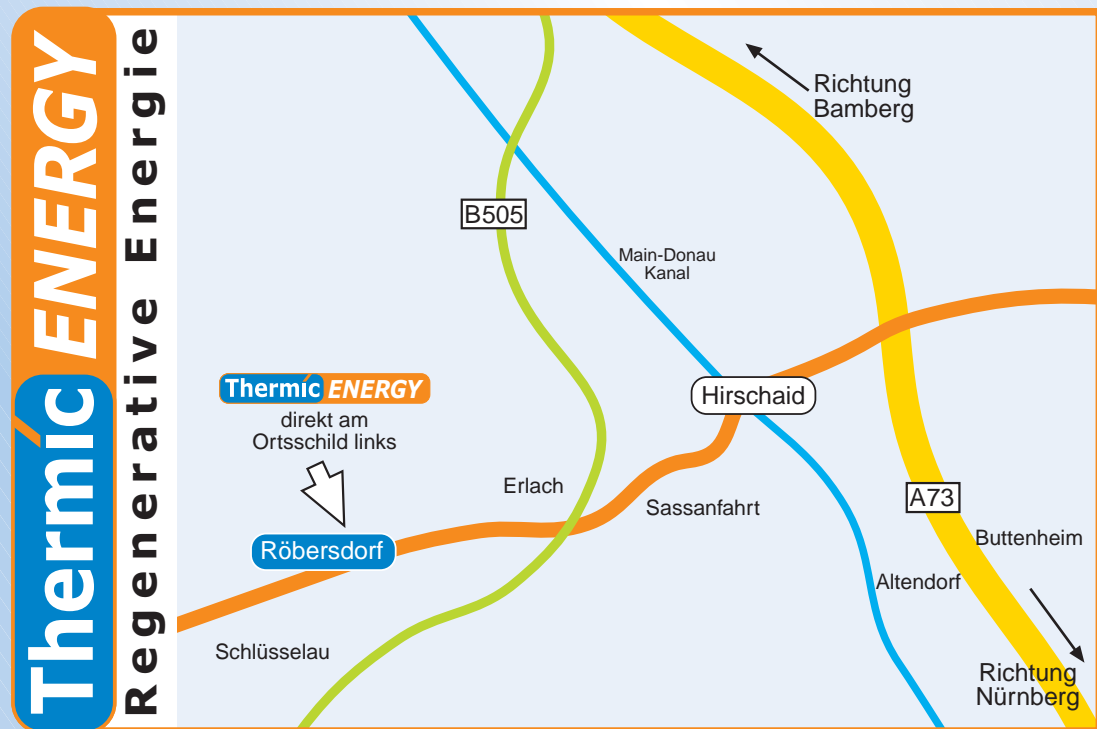 Thermic ENERGY
Regenerative Energie
Richtung
Bamberg
B505
Main-Donau
Kanal
Thermic ENERGY
direkt am
Ortsschild links
Hirschaid
Erlach
Sassanfahrt
A73
Röbersdorf
Buttenheim
Altendorf
Schlüsselau
Richtung
Nürnberg